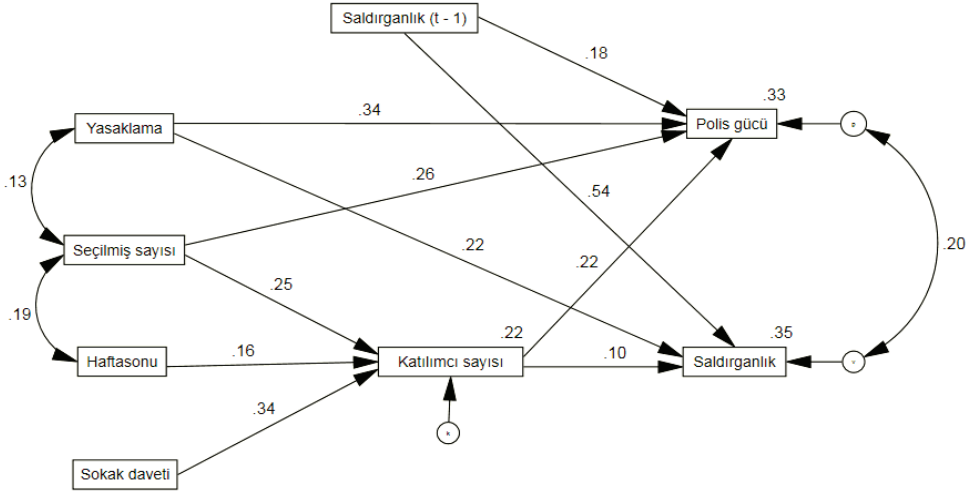 Saldırganlık (t - 1)
.18
.33
.34
Yasaklama
Polis gücü
.13
.26
.54
.20
Seçilmiş sayısı
.22
.22
.25
.19
.22
.35
Haftasonu
.16
Katılımcı sayısı
.10
Saldırganlık
.34
Sokak daveti